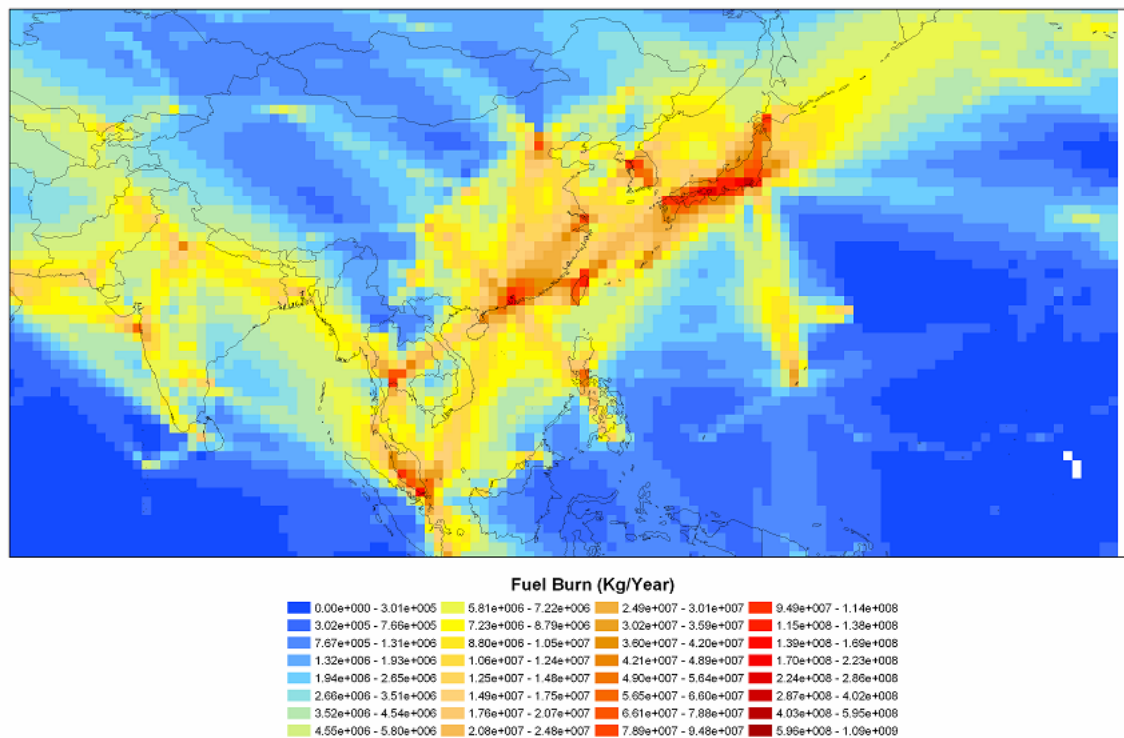 Fuel Burn (Kg/Year)
0.00e+000 - 3.01e+005 5.81e+006 - 7.22e+006 2.49e+007 - 3.01e+007 9.49e+007 - 1.14e+008
3.02e+005 - 7.66e+005 7.23e+006 - 8.79e+006 3.02e+007 - 3.59e+007 1.15e+008 - 1.38e+008
7.67e+005 - 1.31e+006 8.80e+006 - 1.05e+007 3.60e+007 - 4.20e+007 1.39e+008 - 1.69e+008
1.32e+006 - 1.93e+006 1.06e+007 - 1.24e+007 4.21e+007 - 4.89e+007 1.70e+008 - 2.23e+008
1.94e+006 - 2.65e+006 1.25e+007 - 1.48e+007 4.90e+007 - 5.64e+007 2.24e+008 - 2.86e+008
2.66e+006 - 3.51e+006 1.49e+007 - 1.75e+007 5.65e+007 - 6.60e+007 2.87e+008 - 4.02e+008
3.52e+006 - 4.54e+006 1.76e+007 - 2.07e+007 6.61e+007 - 7.88e+007 4.03e+008 - 5.95e+008
4.55e+006 - 5.80e+006 2.08e+007 - 2.48e+007 7.89e+007 - 9.48e+007 5.96e+008 - 1.09e+009